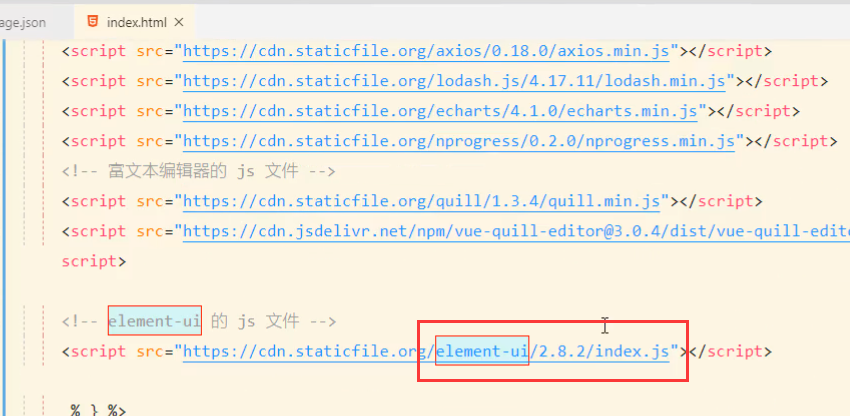 age.json index.html ×
<script src="https://cdn.staticfile.org/axios/0.18.0/axios.min.js"></script>
<script src="https://cdn.staticfile.org/lodash.js/4.17.11/lodash.min.js"></script>
<script src="https://cdn.staticfile.org/echarts/4.1.0/echarts.min.js"></script>
<script src="https://cdn.staticfile.org/nprogress/0.2.0/nprogress.min.js"></script>
<!-- 富文本编辑器的 js 文件 -->
<script src="https://cdn.staticfile.org/quill/1.3.4/quill.min.js"></script>
<script src="https://cdn.jsdelivr.net/npm/vue-quill-editor@3.0.4/dist/vue-quill-edit
script>
<!-- element-ui 的 js 文件 -->
<script src="https://cdn.staticfile.org/element-ui/2.8.2/index.js"></script>
% } %>